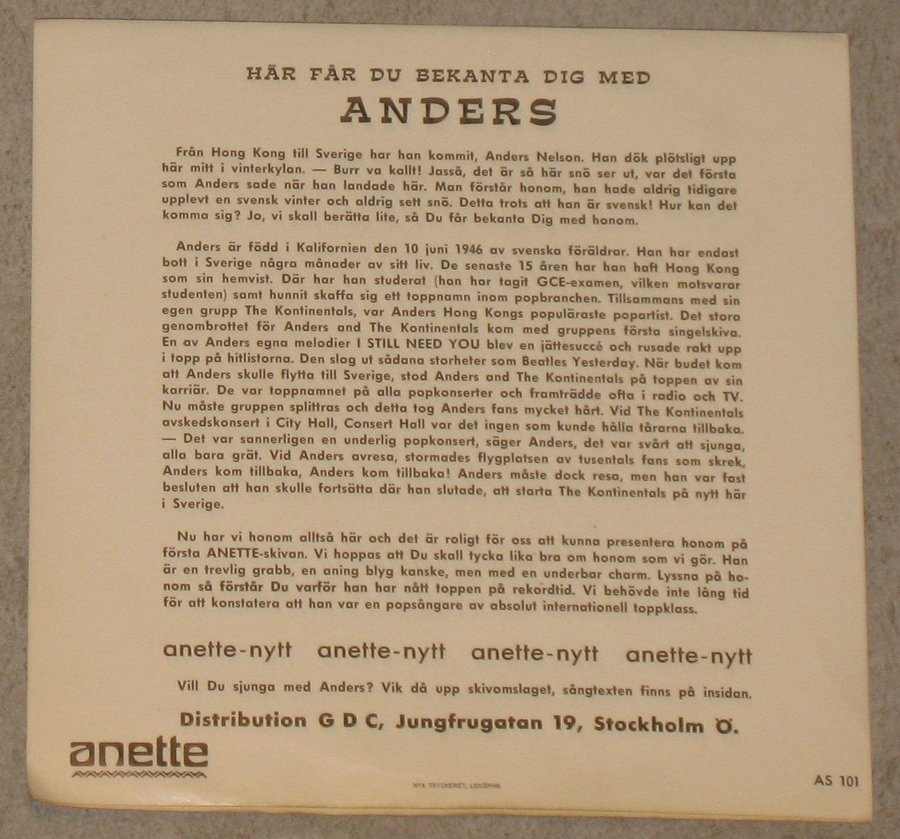 HÄR FÅR DU BEKANTA DIG MED
ANDERS
Från Hong Kong till Sverige har han kommit, Anders Nelson. Han dök plötsligt upp
här mitt i vinterkylan. — Burr va kallt! Jasså, det är så här snö ser ut, var det första
som Anders sade när han landade här. Man förstår honom, han hade aldrig tidigare
upplevt en svensk vinter och aldrig sett snö. Detta trots att han är svensk! Hur kan det
komma sig? Jo, vi skall berätta lite, så Du får bekanta Dig med honom.
Anders är född i Kalifornien den 10 juni 1946 av svenska föräldrar. Han har endast
bott i Sverige några månader av sitt liv. De senaste 15 åren har han haft Hong Kong
som sin hemvist. Där har han studerat (han har tagit GCE-examen, vilken motsvarar
studenten) samt hunnit skaffa sig ett toppnamn inom popbranchen. Tillsammans med sin
egen grupp The Kontinentals, var Anders Hong Kongs populäraste popartist. Det stora
genombrottet för Anders and The Kontinentals kom med gruppens första singelskiva.
En av Anders egna melodier I STILL NEED YOU blev en jättesuccé och rusade rakt upp
i topp på hitlistorna. Den slog ut sådana storheter som Beatles Yesterday. När budet kom
att Anders skulle flytta till Sverige, stod Anders and The Kontinentals på toppen av sin
karriär. De var toppnamnet på alla popkonserter och framträdde ofta i radio och TV.
Nu måste gruppen splittras och detta tog Anders fans mycket hårt. Vid The Kontinentals
avskedskonsert i City Hall, Consert Hall var det ingen som kunde hålla tårarna tillbaka.
— Det var sannerligen en underlig popkonsert, säger Anders, det var svårt att sjunga,
alla bara grät. Vid Anders avresa, stormades flygplatsen av tusentals fans som skrek,
Anders kom tillbaka, Anders kom tillbaka! Anders måste dock resa, men han var fast
besluten att han skulle fortsätta där han slutade, att starta The Kontinentals på nytt här
i Sverige.
Nu har vi honom alltså här och det är roligt för oss att kunna presentera honom på
första ANETTE-skivan. Vi hoppas att Du skall tycka lika bra om honom som vi gör. Han
är en trevlig grabb, en aning blyg kanske, men med en underbar charm. Lyssna på ho-
nom så förstår Du varför han har nått toppen på rekordtid. Vi behövde inte lång tid
för att konstatera att han var en popsångare av absolut internationell toppklass.
anette-nytt anette-nytt anette-nytt anette-nytt
Vill Du sjunga med Anders? Vik då upp skivomslaget, sångtexten finns på insidan.
Distribution G D C, Jungfrugatan 19, Stockholm Ö.
anette
NYA TRYCKERIET, LIDKÖPING
AS 101